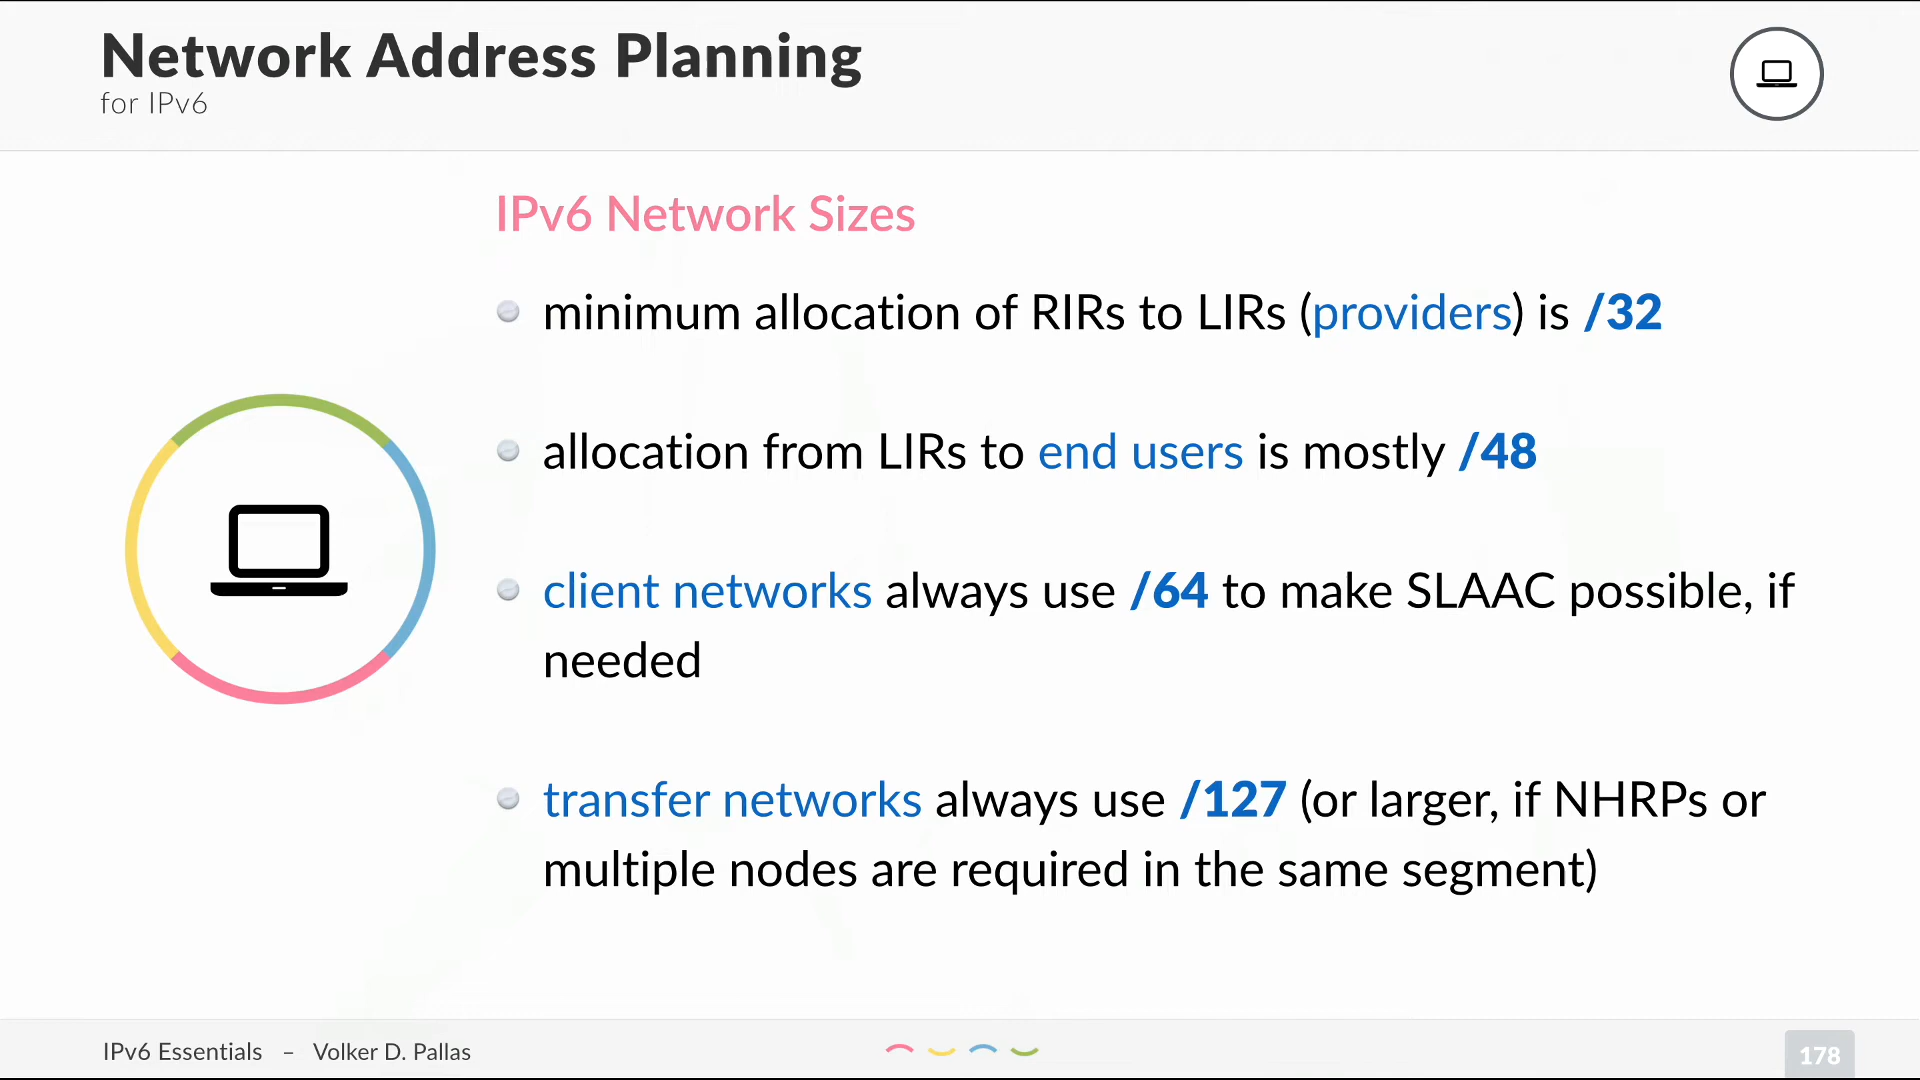 Network Address Planning
for IPv6
IPv6 Network Sizes
minimum allocation of RIRs to LIRs (providers) is /32
allocation from LIRs to end users is mostly /48
client networks always use /64 to make SLAAC possible, if
needed
transfer networks always use /127 (or larger, if NHRPs or
multiple nodes are required in the same segment)
IPv6 Essentials – Volker D. Pallas
178